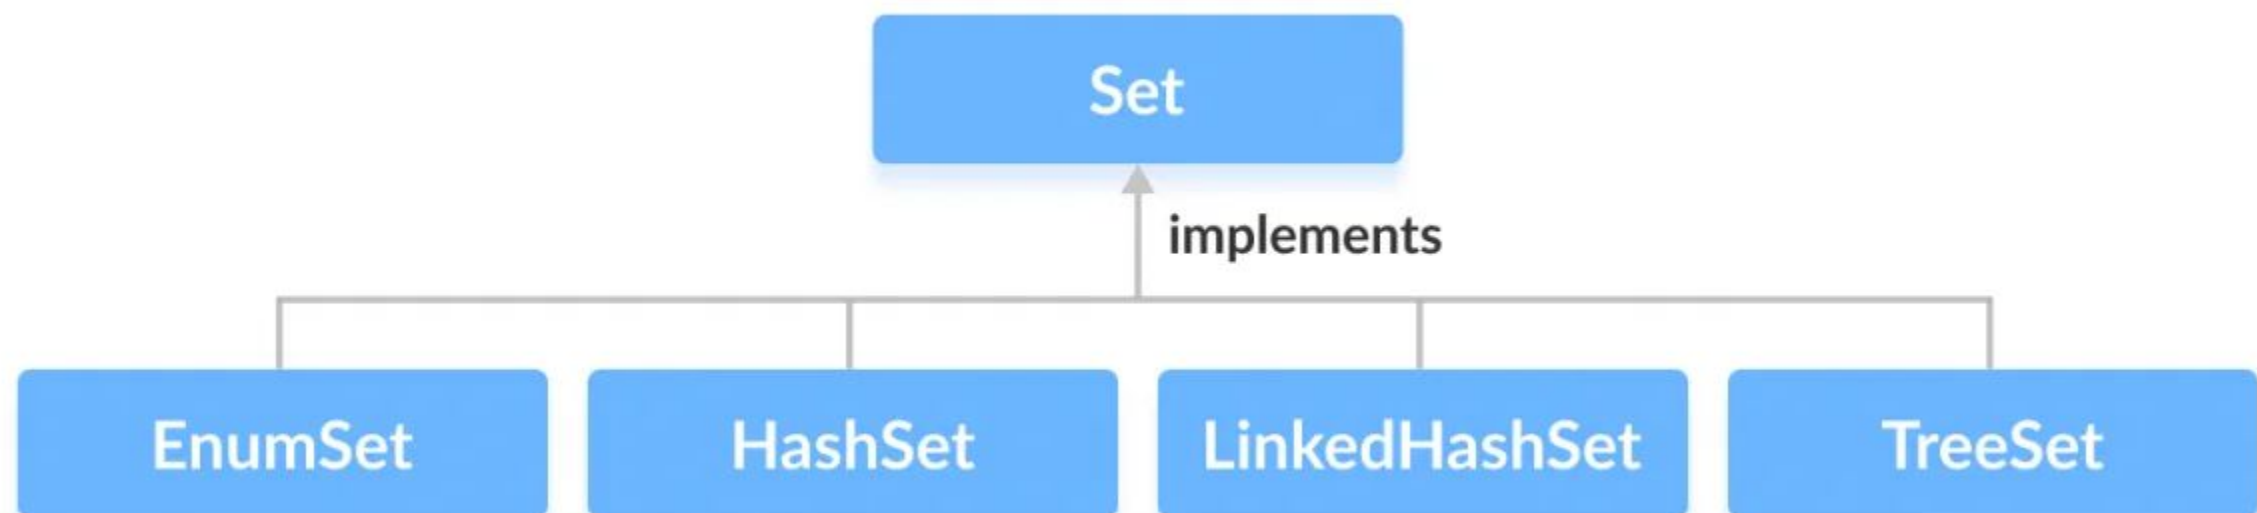 Set
implements
EnumSet
HashSet
LinkedHashSet
TreeSet